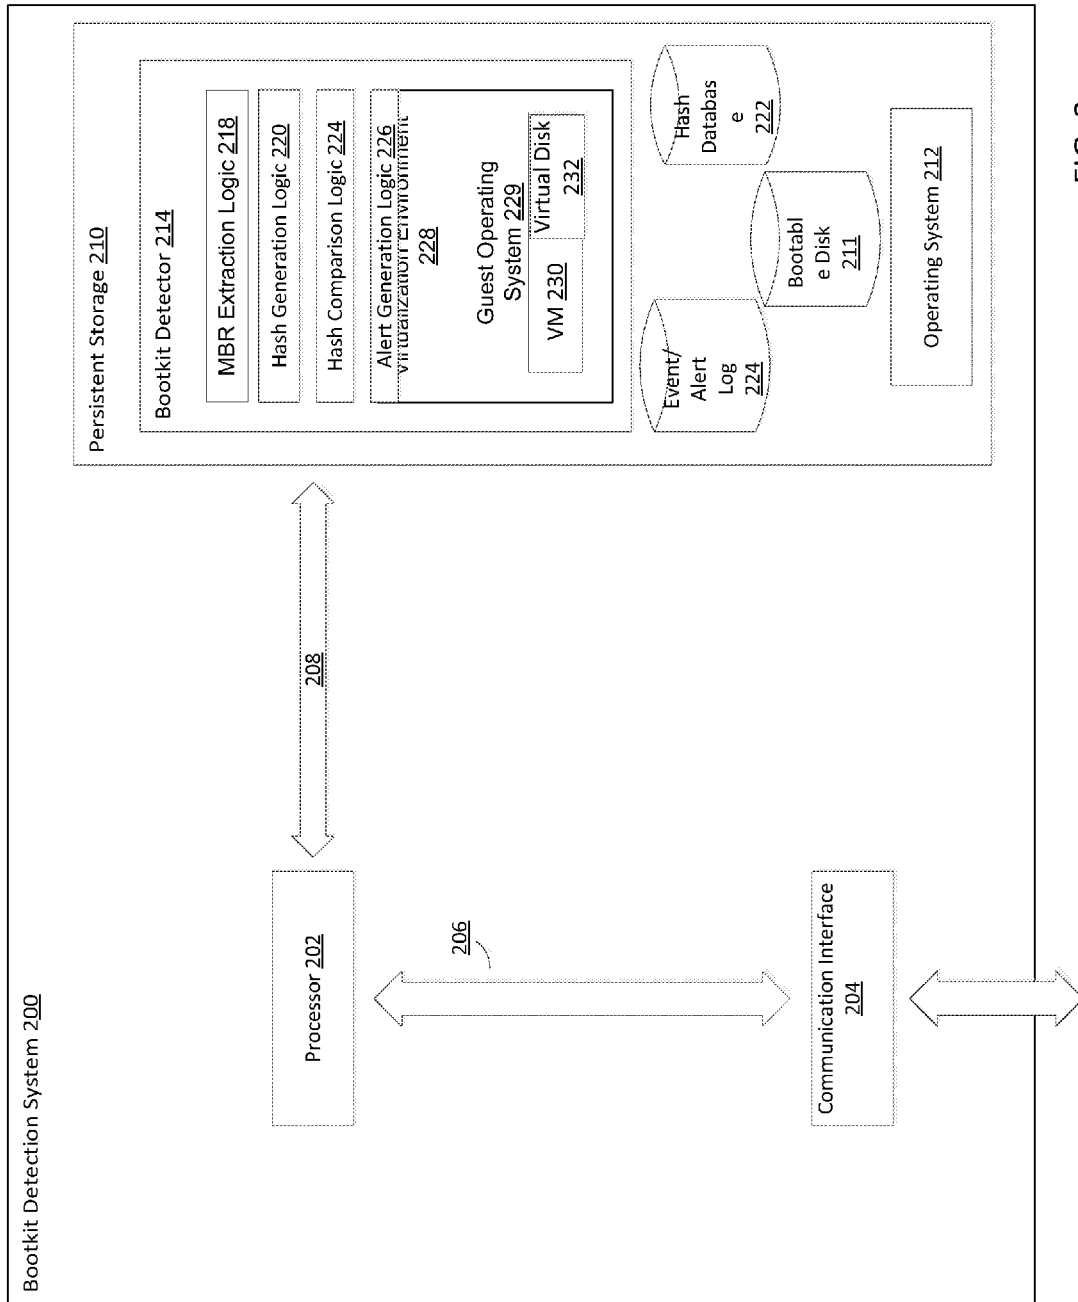 Bootkit Detection System 200
Persistent Storage 210
Bootkit Detector 214
MBR Extraction Logic 218
Hash Generation Logic 220
Hash Comparison Logic 224
Alert Generation Logic 226
Virtualization Environment
228
Guest Operating
System 229
VM 230
Virtual Disk
232
Event/
Alert
Log
224
Bootabl
e Disk
211
Hash
Databas
e
222
Operating System 212
208
Processor 202
206
Communication Interface
204